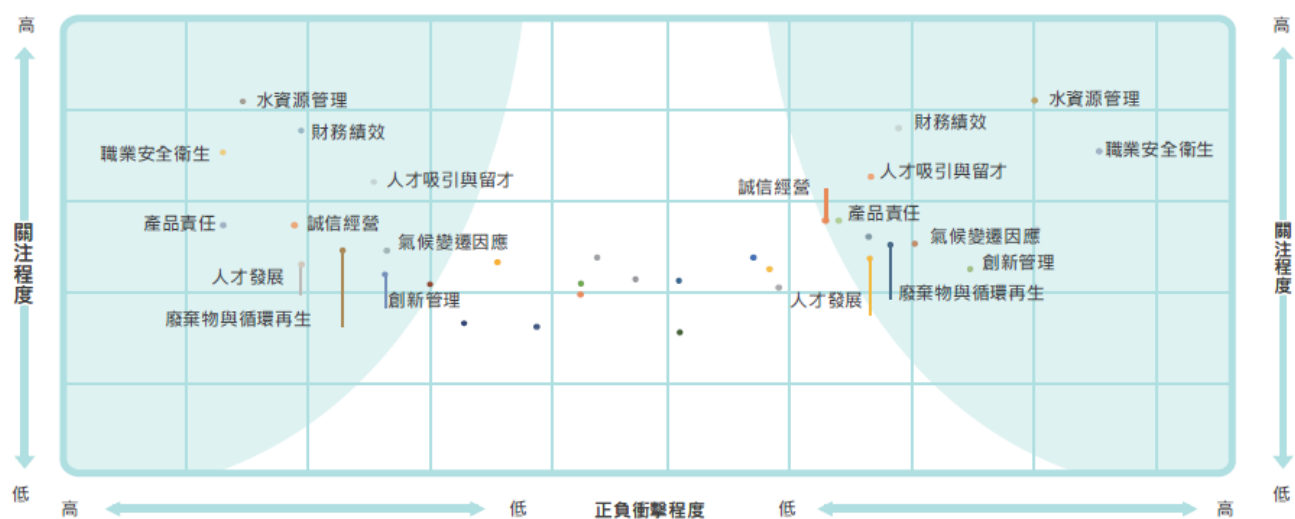 高
高
水資源管理
水資源管理
財務績效
財務績效
職業安全衛生
職業安全衛生
人才吸引與留才
人才吸引與留才
誠信經營
產品責任
產品責任
誠信經營
關注程度
關注程度
氣候變遷因應
氣候變遷因應
創新管理
人才發展
廢棄物與循環再生
創新管理
人才發展
廢棄物與循環再生
低
低
高
低
正負衝擊程度
低
高